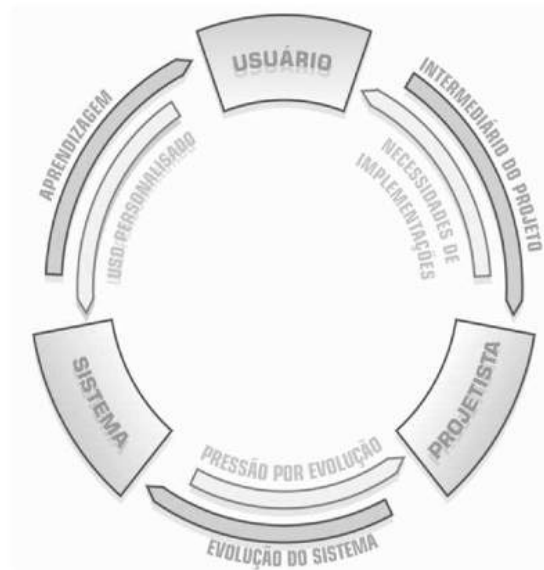 USUÁRIO
APRENDIZAGEM
USO PERSONALISADO
INTERMEDIÁRIO DO PROJETO
NECESSIDADES DE
IMPLEMENTAÇÕES
SISTEMA
PROJETISTA
PRESSÃO POR EVOLUÇÃO
EVOLUÇÃO DO SISTEMA